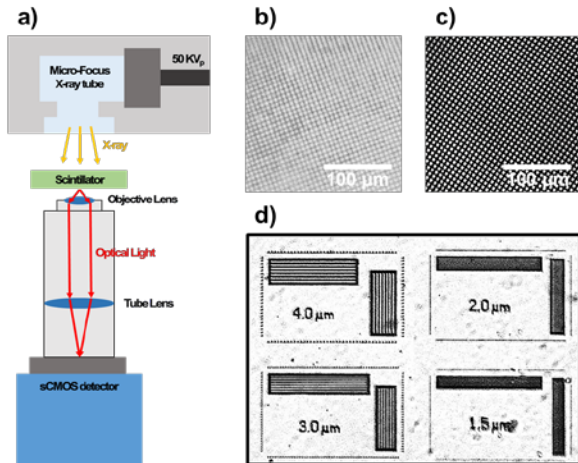 a)
Micro-Focus
X-ray tube
50 KVp
X-ray
Scintillator
Objective Lens
Optical Light
Tube Lens
sCMOS detector
b)
100 μm
c)
100 μm
d)
4.0 μm
2.0 μm
3.0 μm
1.5 μm